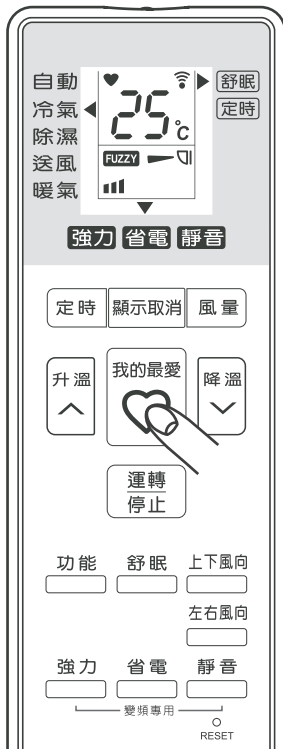 自動
冷氣
除濕
送風
暖氣
25℃
FUZZY
舒眠
定時
強力 省電 靜音
定時 顯示取消 風量
升溫 我的最愛 降溫
運轉
停止
功能 舒眠 上下風向
左右風向
強力 省電 靜音
變頻專用
RESET